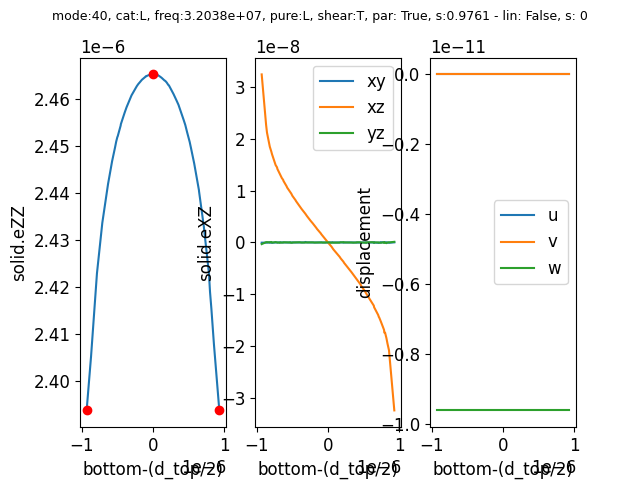 mode:40, cat:L, freq:3.2038e+07, pure:L, shear:T, par: True, s:0.9761 - lin: False, s: 0
1e−6
1e−8
1e−11
2.46
2.45
2.44
2.43
2.42
2.41
2.40
solid.eZZ
−1
0
1
1e−6
bottom-(d_top/2)
3
2
1
0
−1
−2
−3
solid.eXZ
xy
xz
yz
−1
0
1
1e−6
bottom-(d_top/2)
0.0
−0.2
−0.4
−0.6
−0.8
−1.0
displacement
u
v
w
−1
0
1
1e−6
bottom-(d_top/2)